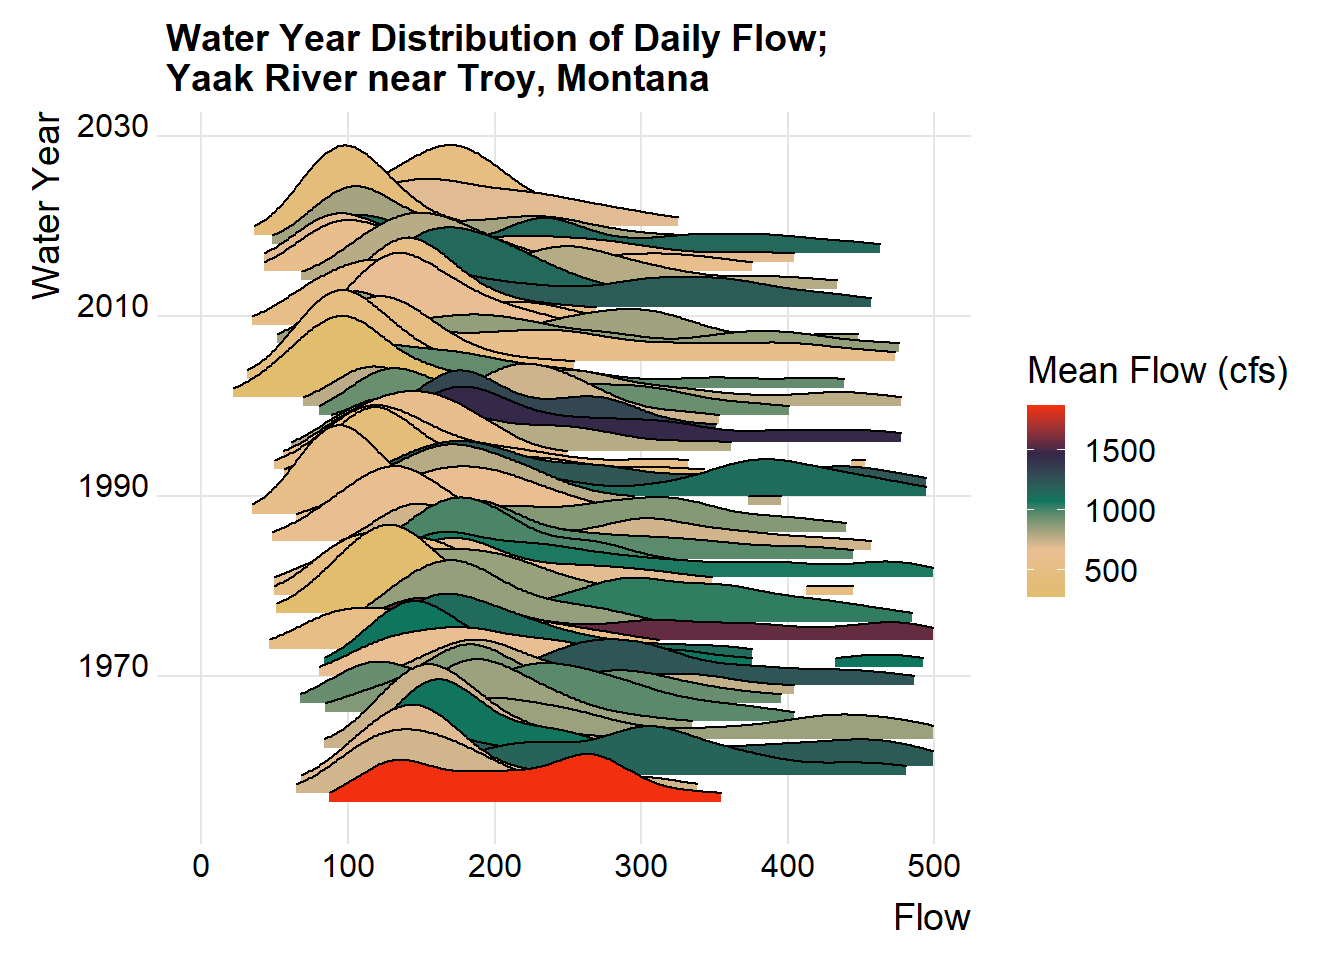 Water Year Distribution of Daily Flow;
Yaak River near Troy, Montana
Water Year
2030
2010
1990
1970
0 100 200 300 400 500
Flow
Mean Flow (cfs)
1500
1000
500